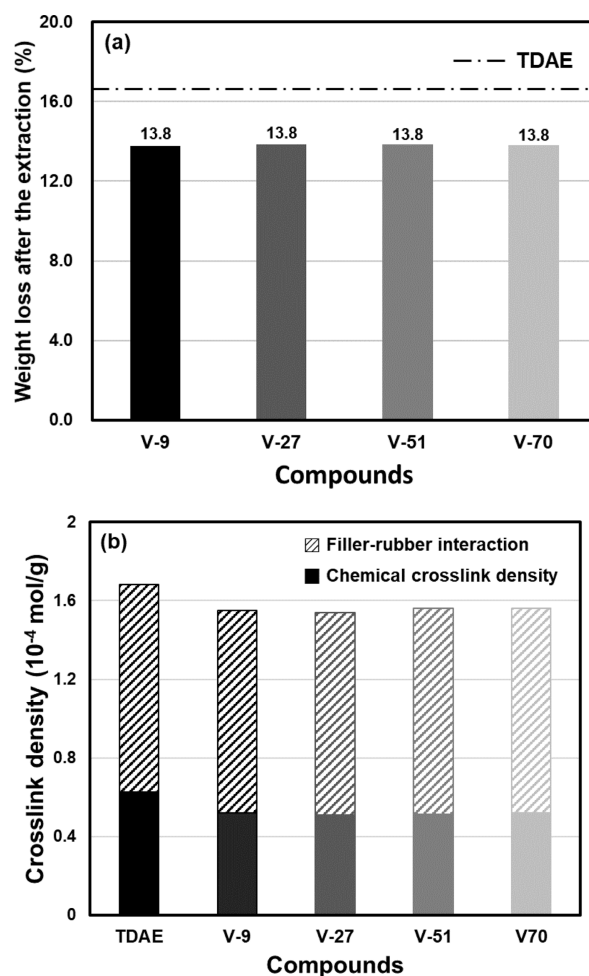 (a)
TDAE
Weight loss after the extraction (%)
20.0
16.0
12.0
8.0
4.0
0.0
13.8 13.8 13.8 13.8
V-9 V-27 V-51 V-70
Compounds
(b)
Filler-rubber interaction
Chemical crosslink density
Crosslink density (10⁻⁴ mol/g)
2
1.6
1.2
0.8
0.4
0
TDAE V-9 V-27 V-51 V70
Compounds